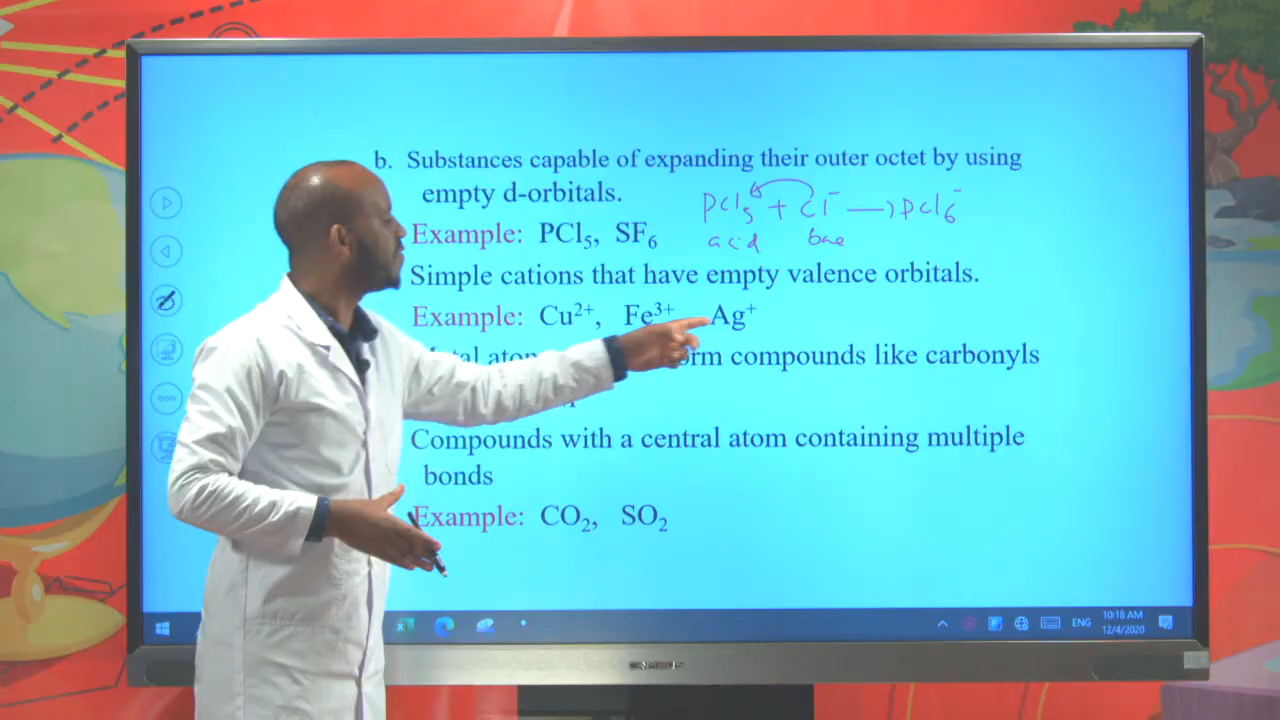 b. Substances capable of expanding their outer octet by using
empty d-orbitals.
PCl₅ + Cl⁻ → PCl₆⁻
acid base
Example: PCl₅, SF₆
Simple cations that have empty valence orbitals.
Example: Cu²⁺, Fe³⁺ Ag⁺
compounds like carbonyls
Compounds with a central atom containing multiple
bonds
Example: CO₂, SO₂
ENG
10:18 AM
12/4/2020